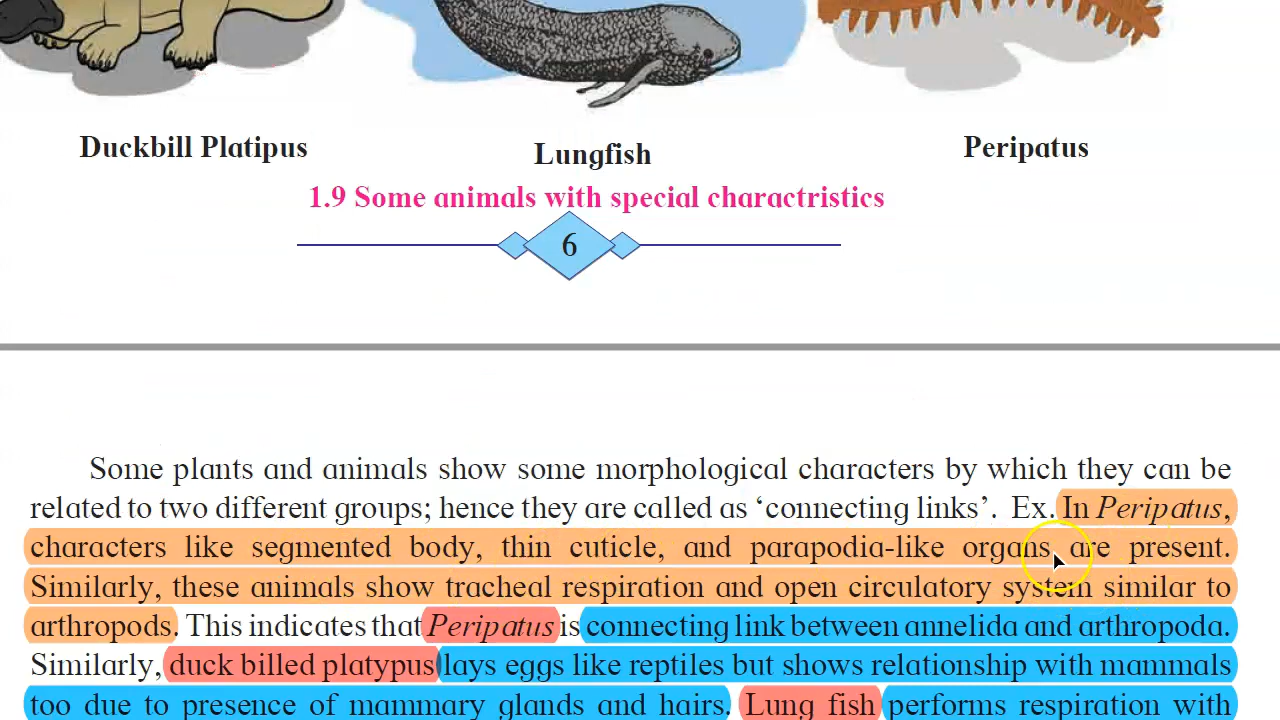 Duckbill Platipus
Lungfish
Peripatus
1.9 Some animals with special charactristics
6
Some plants and animals show some morphological characters by which they can be
related to two different groups; hence they are called as ‘connecting links’. Ex. In Peripatus,
characters like segmented body, thin cuticle, and parapodia-like organs are present.
Similarly, these animals show tracheal respiration and open circulatory system similar to
arthropods. This indicates that Peripatus is connecting link between annelida and arthropoda.
Similarly, duck billed platypus lays eggs like reptiles but shows relationship with mammals
too due to presence of mammary glands and hairs. Lung fish performs respiration with